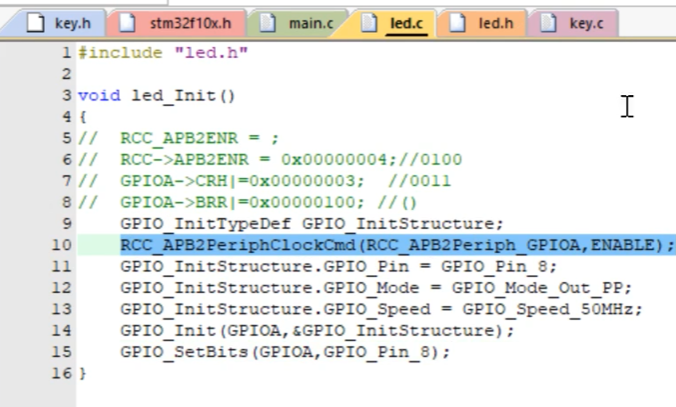 key.h stm32f10x.h main.c led.c led.h key.c
1 #include "led.h"
2
3 void led_Init()
4 {
5 //  RCC_APB2ENR = ;
6 //  RCC->APB2ENR = 0x00000004;//0100
7 //  GPIOA->CRH|=0x00000003;  //0011
8 //  GPIOA->BRR|=0x00000100; //()
9     GPIO_InitTypeDef GPIO_InitStructure;
10     RCC_APB2PeriphClockCmd(RCC_APB2Periph_GPIOA,ENABLE);
11     GPIO_InitStructure.GPIO_Pin = GPIO_Pin_8;
12     GPIO_InitStructure.GPIO_Mode = GPIO_Mode_Out_PP;
13     GPIO_InitStructure.GPIO_Speed = GPIO_Speed_50MHz;
14     GPIO_Init(GPIOA,&GPIO_InitStructure);
15     GPIO_SetBits(GPIOA,GPIO_Pin_8);
16 }